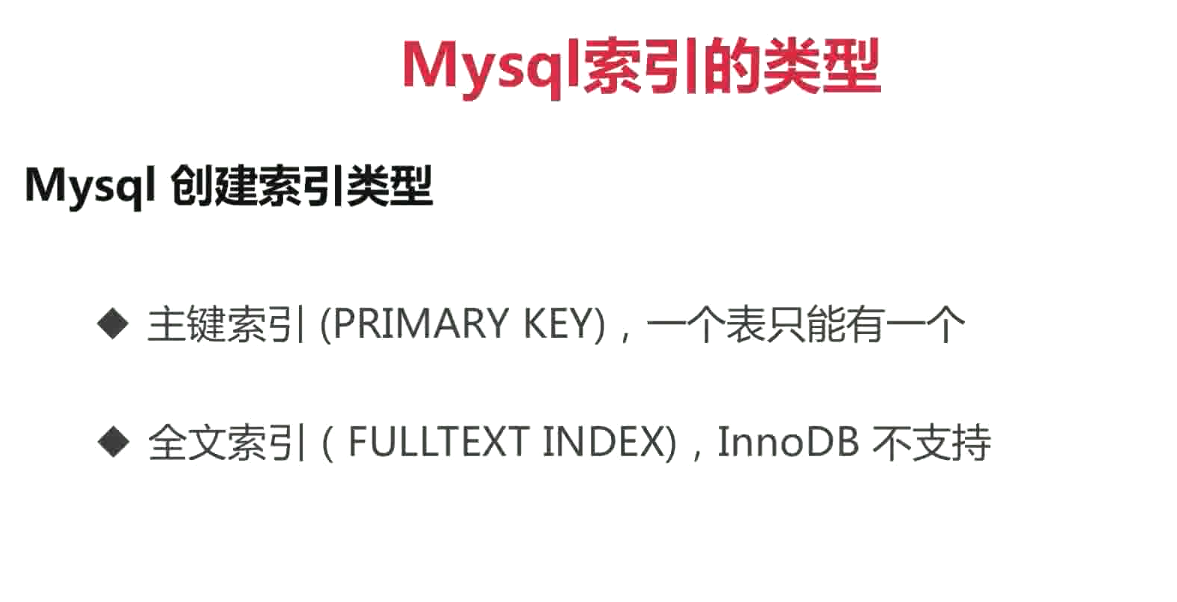 Mysql索引的类型
Mysql 创建索引类型
◆ 主键索引 (PRIMARY KEY) , 一个表只能有一个
◆ 全文索引 ( FULLTEXT INDEX) , InnoDB 不支持